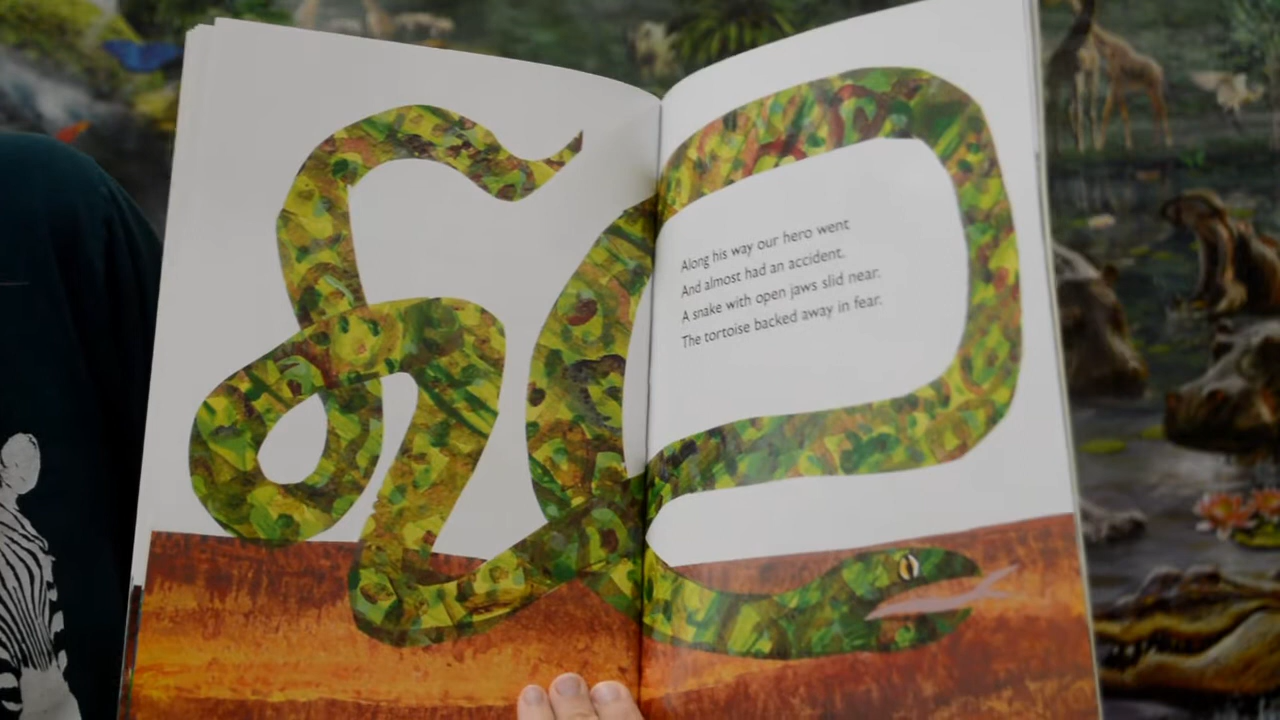 Along his way our hero went
And almost had an accident.
A snake with open jaws slid near.
The tortoise backed away in fear.